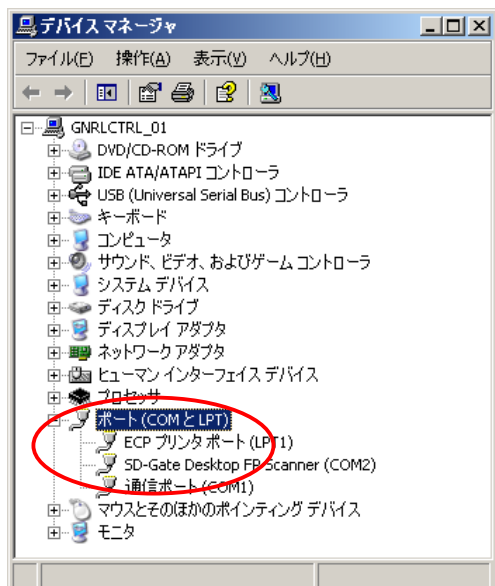 デバイス マネージャ
ファイル(F) 操作(A) 表示(V) ヘルプ(H)
GNRLCTRL_01
DVD/CD-ROM ドライブ
IDE ATA/ATAPI コントローラ
USB (Universal Serial Bus) コントローラ
キーボード
コンピュータ
サウンド、ビデオ、およびゲーム コントローラ
システム デバイス
ディスク ドライブ
ディスプレイ アダプタ
ネットワーク アダプタ
ヒューマン インターフェイス デバイス
プロセッサ
ポート (COM と LPT)
ECP プリンタ ポート (LPT1)
SD-Gate Desktop FP Scanner (COM2)
通信ポート (COM1)
マウスとそのほかのポインティング デバイス
モニタ